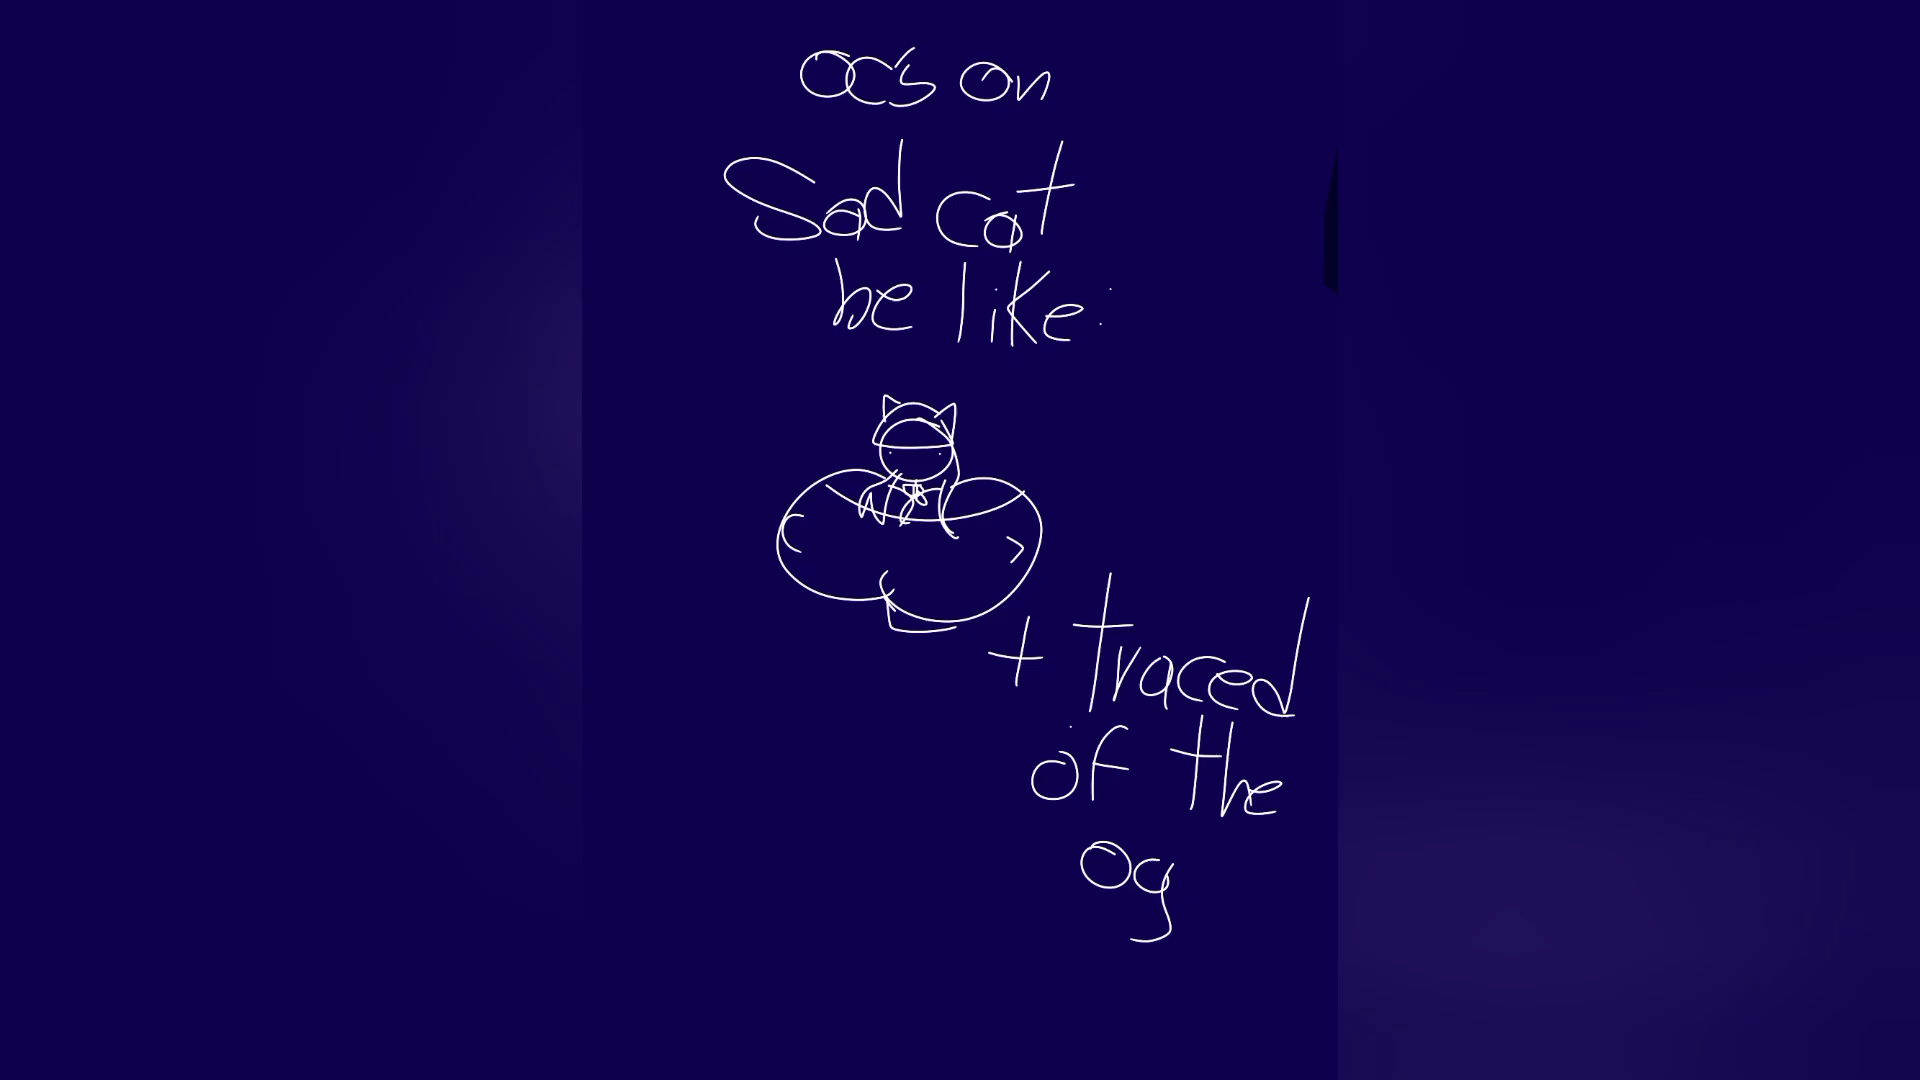 oc's on
Sad cat
be like:
+ traced
of the
og